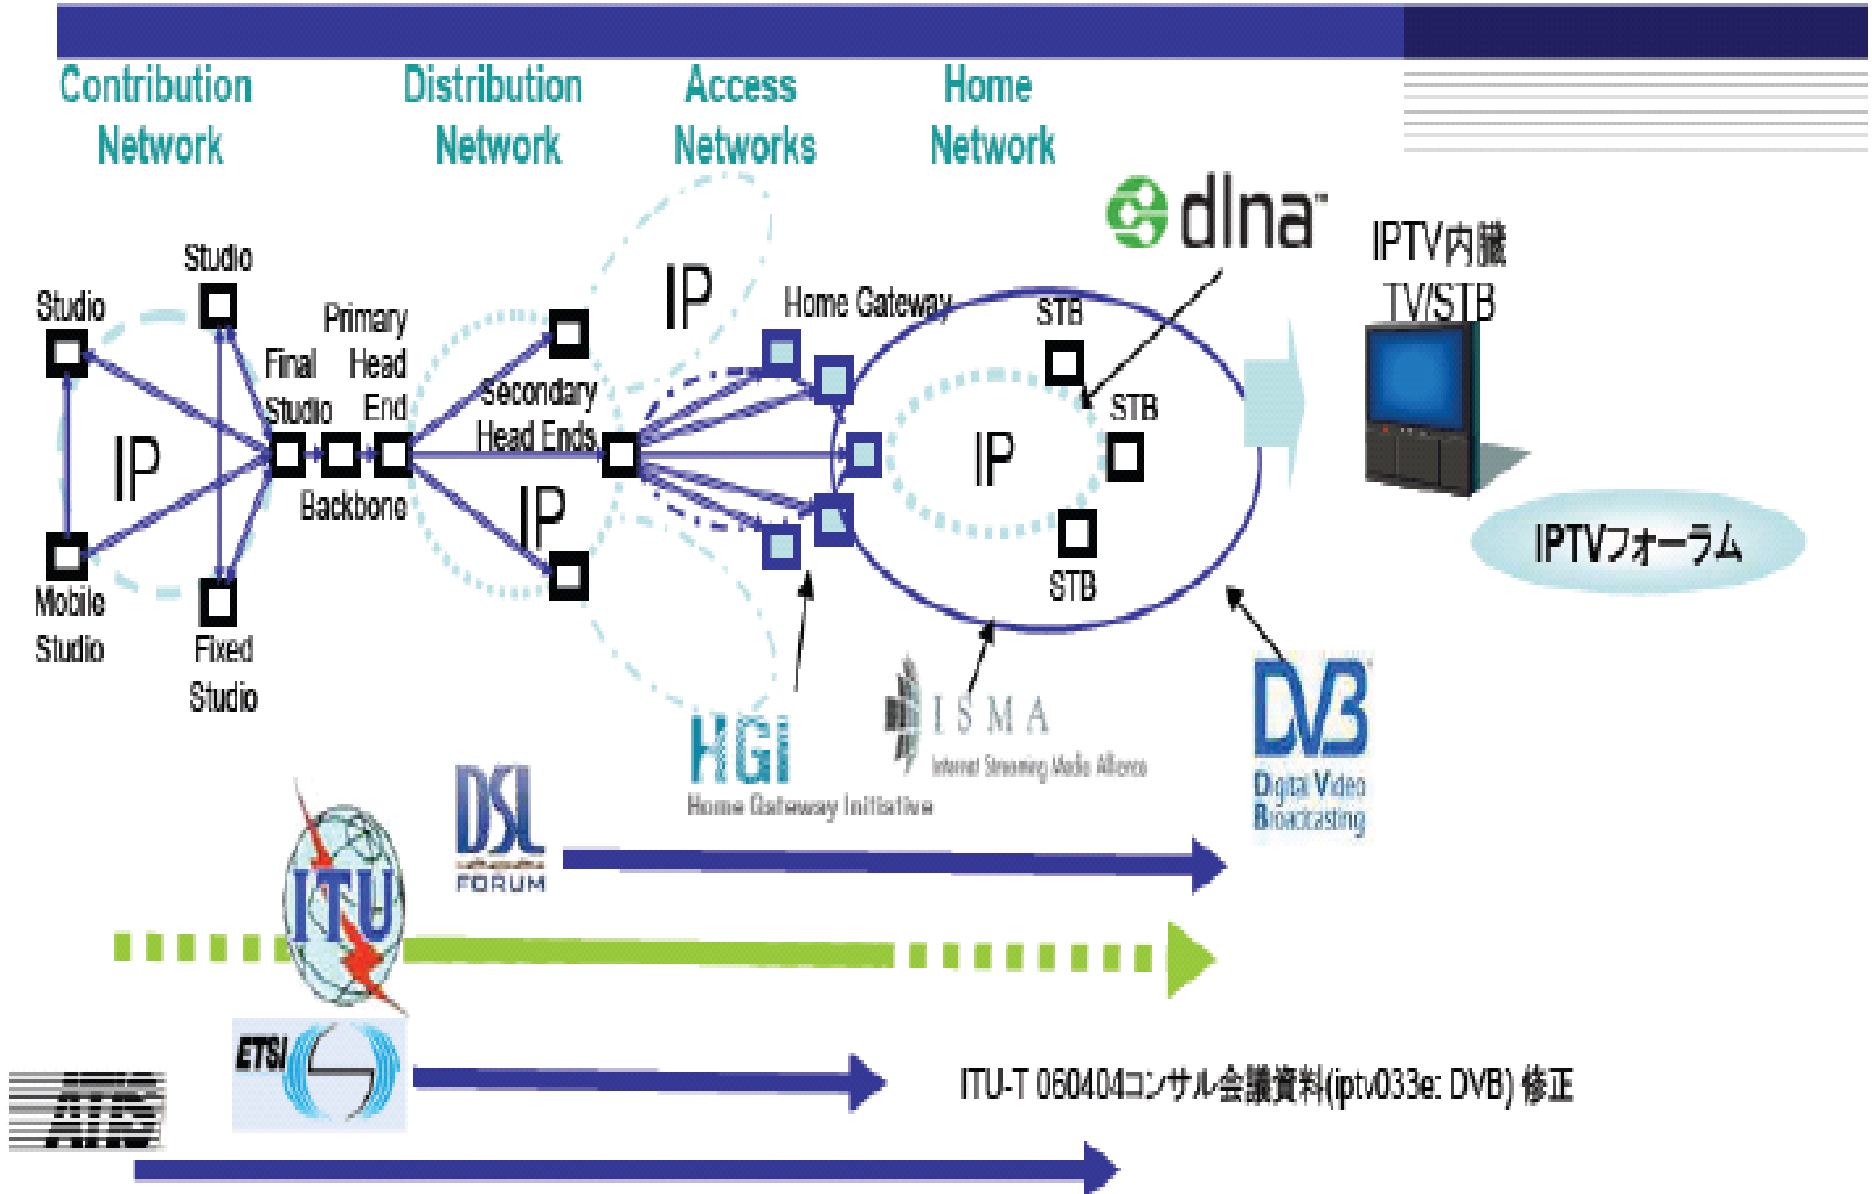 Contribution
Network
Distribution
Network
Access
Networks
Home
Network
dlna
IPTV内臓
TV/STB
Studio
Studio
IP
Home Gateway
STB
Primary
Head
End
Final
Studio
Secondary
Head Ends
STB
IP
IP
IP
Backbone
IPTVフォーラム
Mobile
Studio
STB
Fixed
Studio
HGI
Home Gateway Initiative
ISMA
Internet Streaming Media Alliance
DVB
Digital Video
Broadcasting
DSL
FORUM
ITU
ETSI
ATIS
ITU-T 060404コンサル会議資料(iptv033e: DVB) 修正